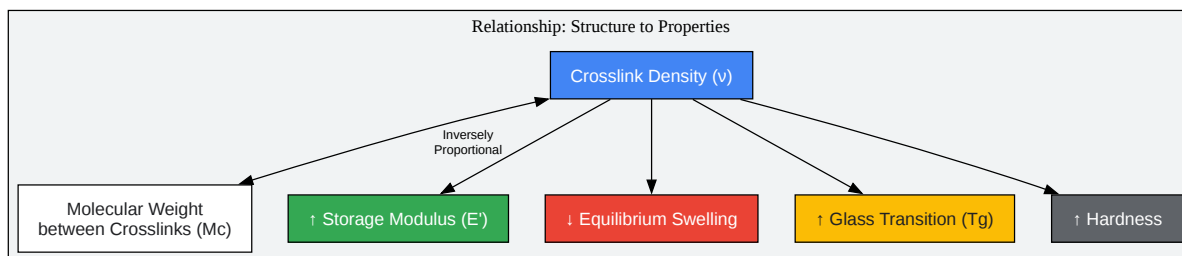 Relationship: Structure to Properties
Crosslink Density (ν)
Inversely
Proportional
Molecular Weight
between Crosslinks (Mc)
↑ Storage Modulus (E')
↓ Equilibrium Swelling
↑ Glass Transition (Tg)
↑ Hardness